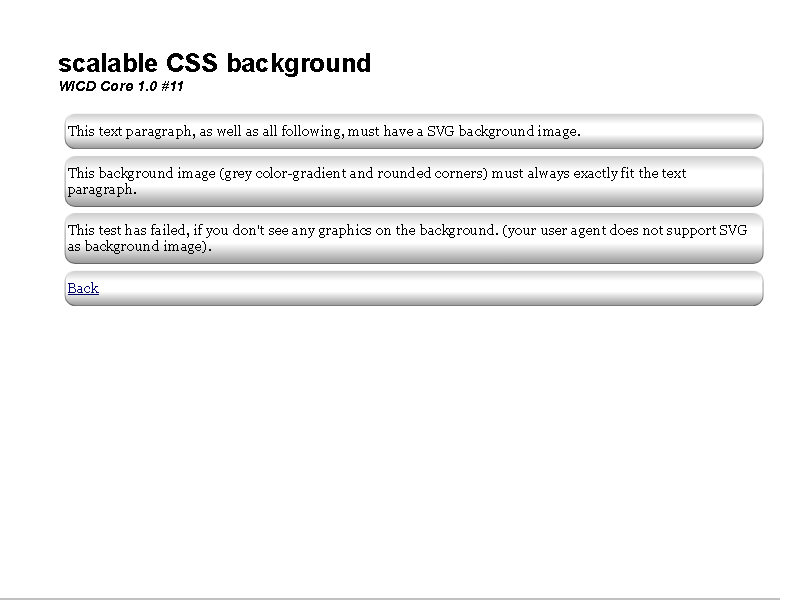 scalable CSS background
WICD Core 1.0 #11
This text paragraph, as well as all following, must have a SVG background image.
This background image (grey color-gradient and rounded corners) must always exactly fit the text
paragraph.
This test has failed, if you don't see any graphics on the background. (your user agent does not support SVG
as background image).
Back